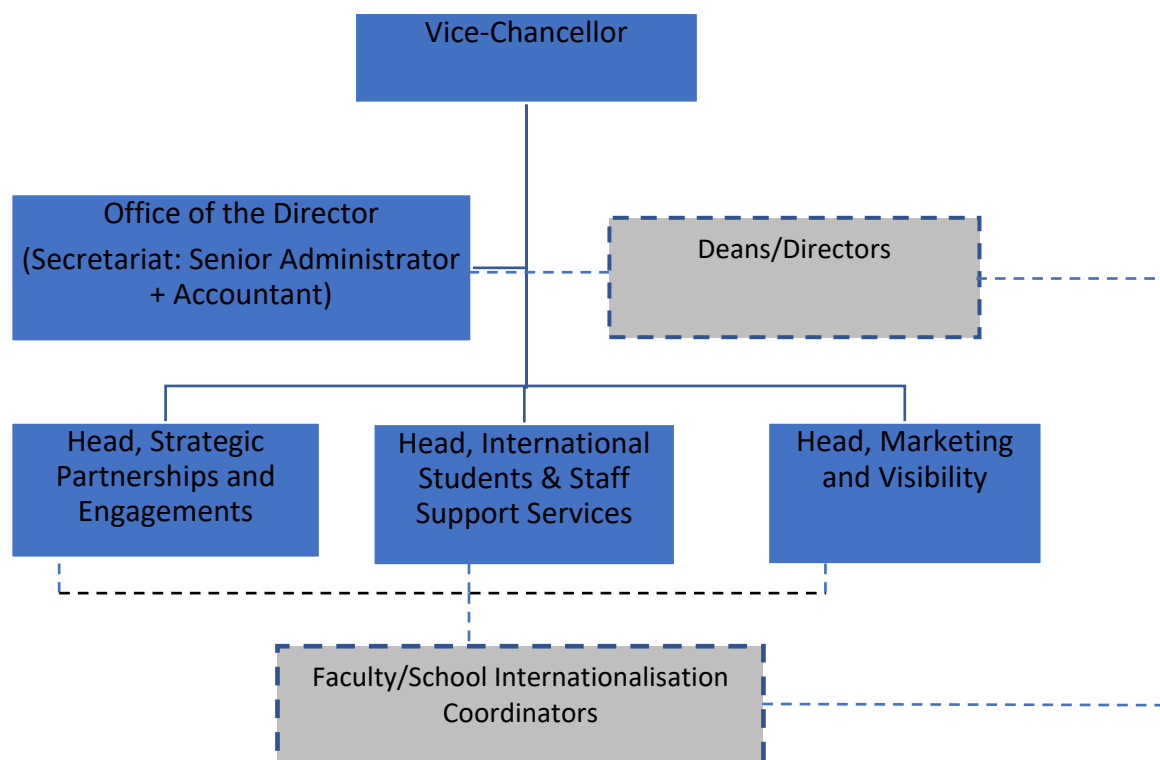 Vice-Chancellor
Office of the Director
(Secretariat: Senior Administrator
+ Accountant)
Deans/Directors
Head, Strategic
Partnerships and
Engagements
Head, International
Students & Staff
Support Services
Head, Marketing
and Visibility
Faculty/School Internationalisation
Coordinators